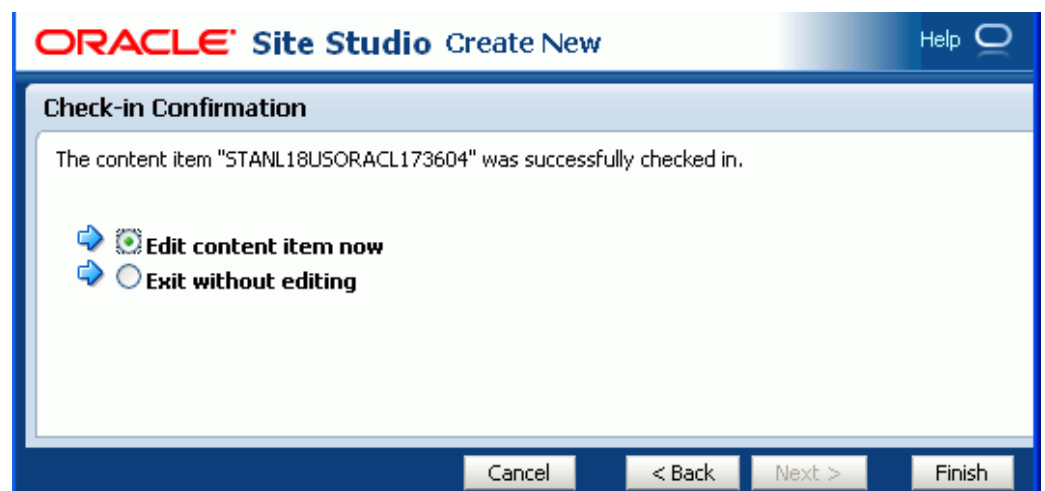 ORACLE Site Studio Create New Help
Check-in Confirmation
The content item "STANL18USORACL173604" was successfully checked in.
Edit content item now
Exit without editing
Cancel < Back Next > Finish